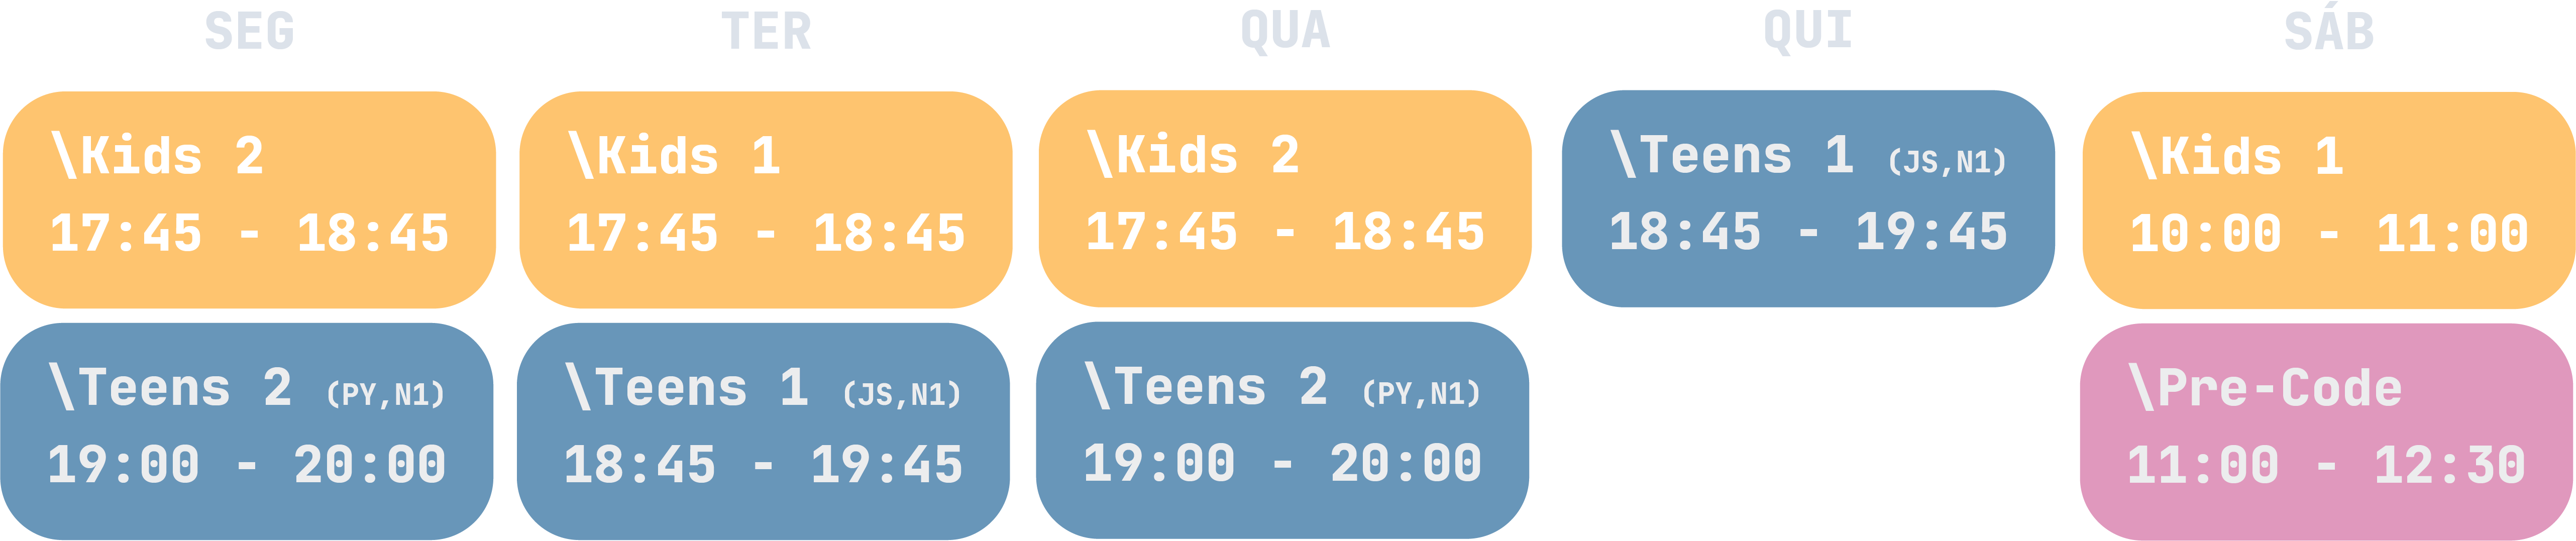 SEG
\Kids 2
17:45 - 18:45
\Teens 2 (PY,N1)
19:00 - 20:00
TER
\Kids 1
17:45 - 18:45
\Teens 1 (JS,N1)
18:45 - 19:45
QUA
\Kids 2
17:45 - 18:45
\Teens 2 (PY,N1)
19:00 - 20:00
QUI
\Teens 1 (JS,N1)
18:45 - 19:45
SÁB
\Kids 1
10:00 - 11:00
\Pre-Code
11:00 - 12:30